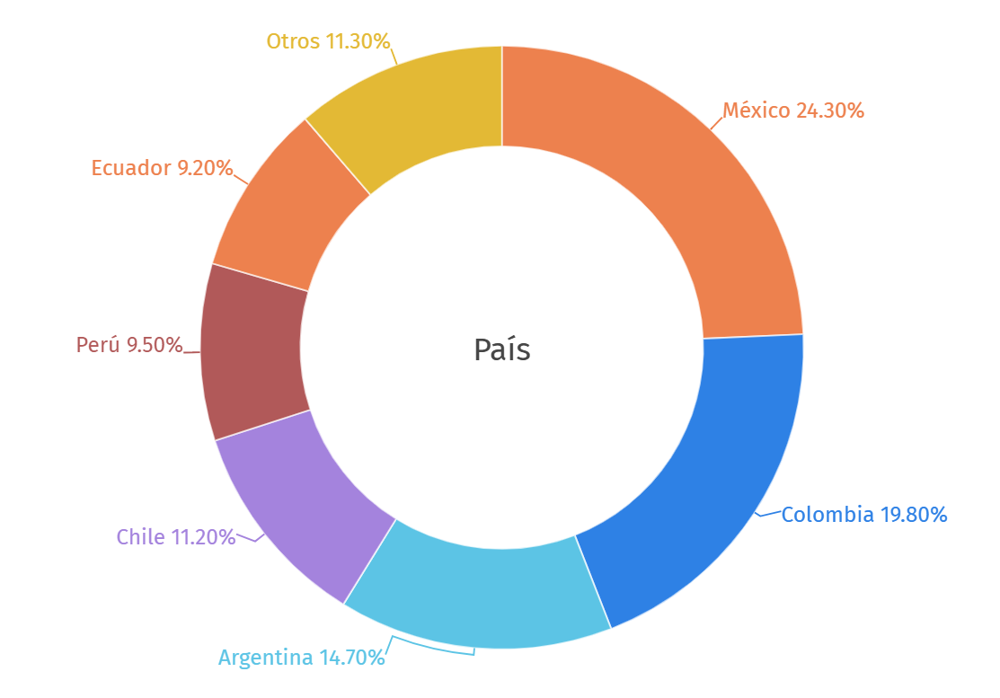 Otros 11.30%
México 24.30%
Ecuador 9.20%
Perú 9.50%
País
Colombia 19.80%
Chile 11.20%
Argentina 14.70%